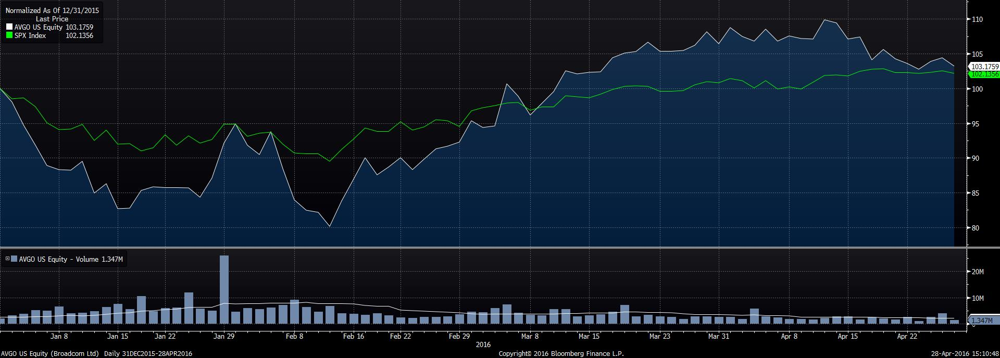 Normalized As Of 12/31/2015
Last Price
AVGO US Equity 103.1759
SPX Index 102.1356
110
105
103.1759
102.1356
100
95
90
85
80
AVGO US Equity - Volume 1.347M
20M
10M
1.347M
0
Jan 8 Jan 15 Jan 22 Jan 29 Feb 8 Feb 16 Feb 22 Feb 29 Mar 8 Mar 15 Mar 23 Mar 31 Apr 8 Apr 15 Apr 22
2016
AVGO US Equity (Broadcom Ltd) Daily 31DEC2015-28APR2016 Copyright© 2016 Bloomberg Finance L.P. 28-Apr-2016 15:10:48